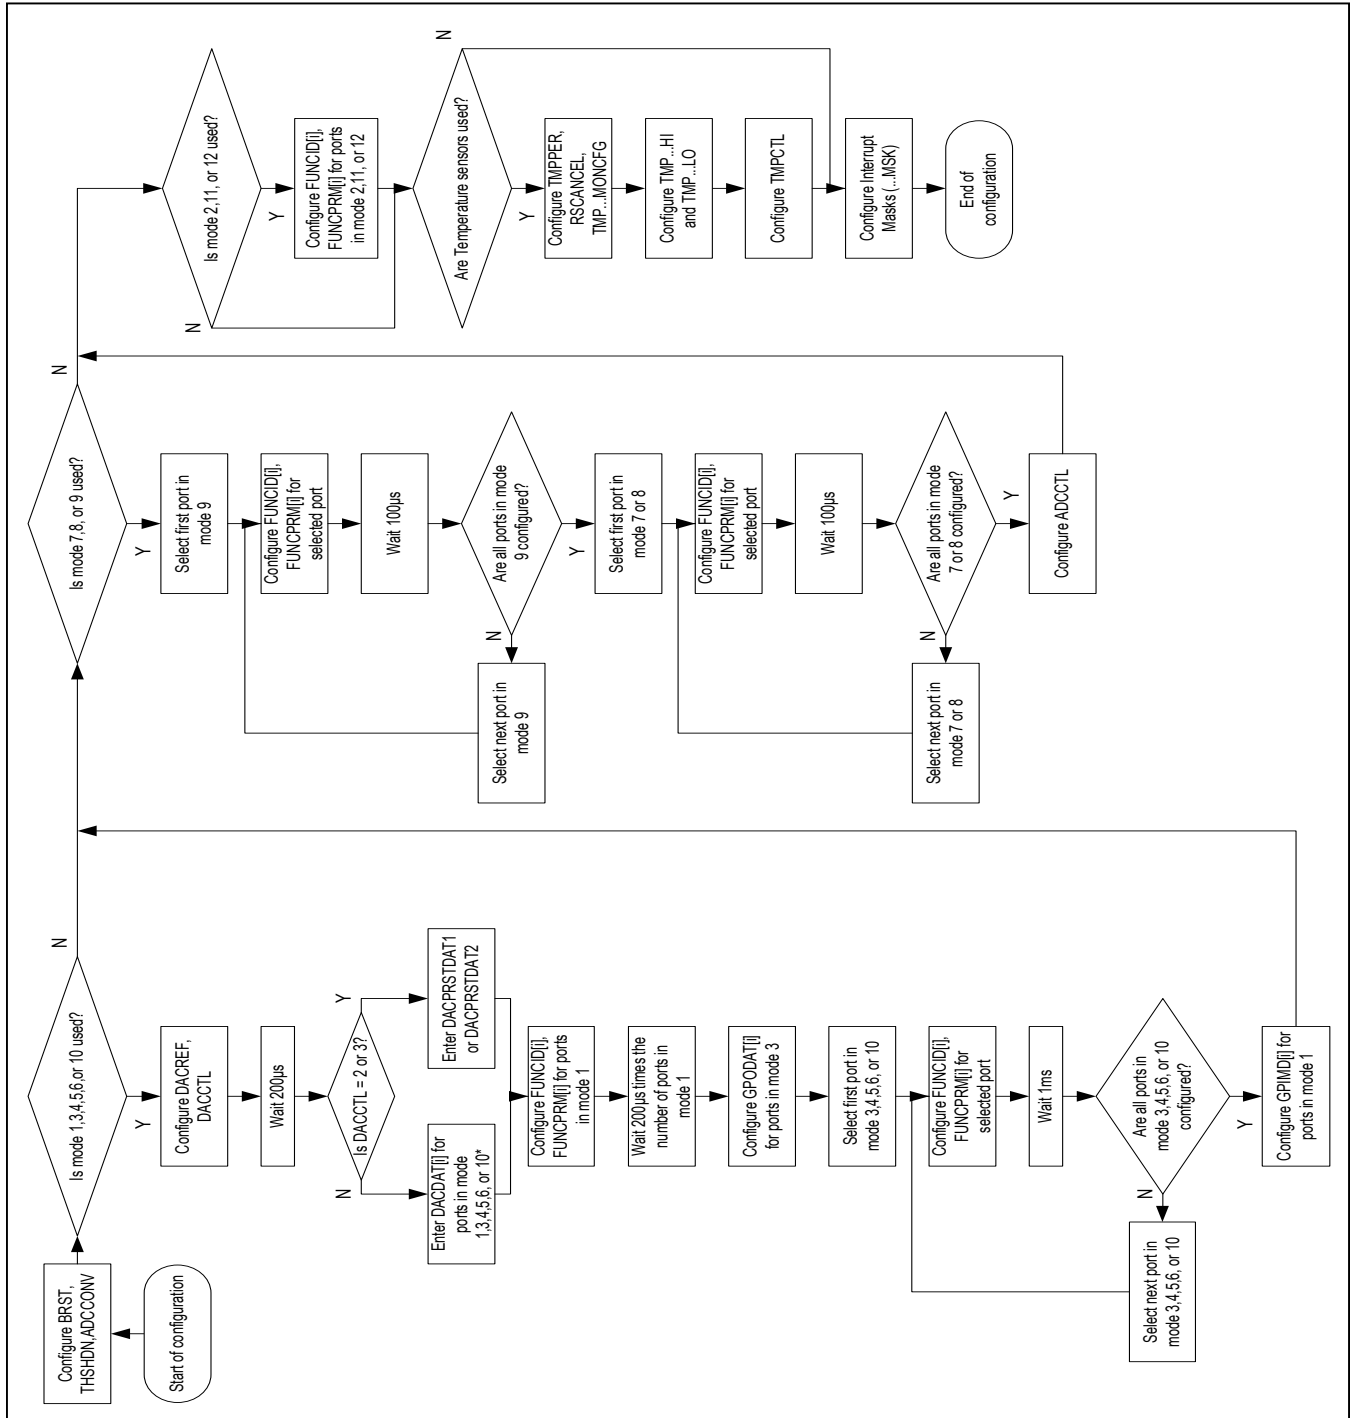 Start of configuration
Configure BRST,
THSHDN,ADCCONV
Is mode 1,3,4,5,6,or 10 used?
N
Y
Configure DACREF,
DACCTL
Wait 200µs
Is DACCTL = 2 or 3?
N
Y
Enter DACDAT[i] for
ports in mode
1,3,4,5,6, or 10*
Enter DACPRSTDAT1
or DACPRSTDAT2
Configure FUNCID[i],
FUNCPRM[i] for ports
in mode 1
Wait 200µs times the
number of ports in
mode 1
Configure GPODAT[i]
for ports in mode 3
Select first port in
mode 3,4,5,6, or 10
Configure FUNCID[i],
FUNCPRM[i] for
selected port
Wait 1ms
Are all ports in
mode 3,4,5,6, or 10
configured?
N
Y
Select next port in
mode 3,4,5,6, or 10
Configure GPIMD[i] for
ports in mode 1
Is mode 7,8, or 9 used?
N
Y
Select first port in
mode 9
Configure FUNCID[i],
FUNCPRM[i] for
selected port
Wait 100µs
Are all ports in mode
9 configured?
N
Y
Select next port in
mode 9
Select first port in
mode 7 or 8
Configure FUNCID[i],
FUNCPRM[i] for
selected port
Wait 100µs
Are all ports in mode
7 or 8 configured?
N
Y
Select next port in
mode 7 or 8
Configure ADCCTL
Is mode 2,11, or 12 used?
N
Y
Configure FUNCID[i],
FUNCPRM[i] for ports
in mode 2,11, or 12
Are Temperature sensors used?
N
Y
Configure TMPPER,
RSCANCEL,
TMP...MONCFG
Configure TMP...HI
and TMP...LO
Configure TMPCTL
Configure Interrupt
Masks (...MSK)
End of
configuration